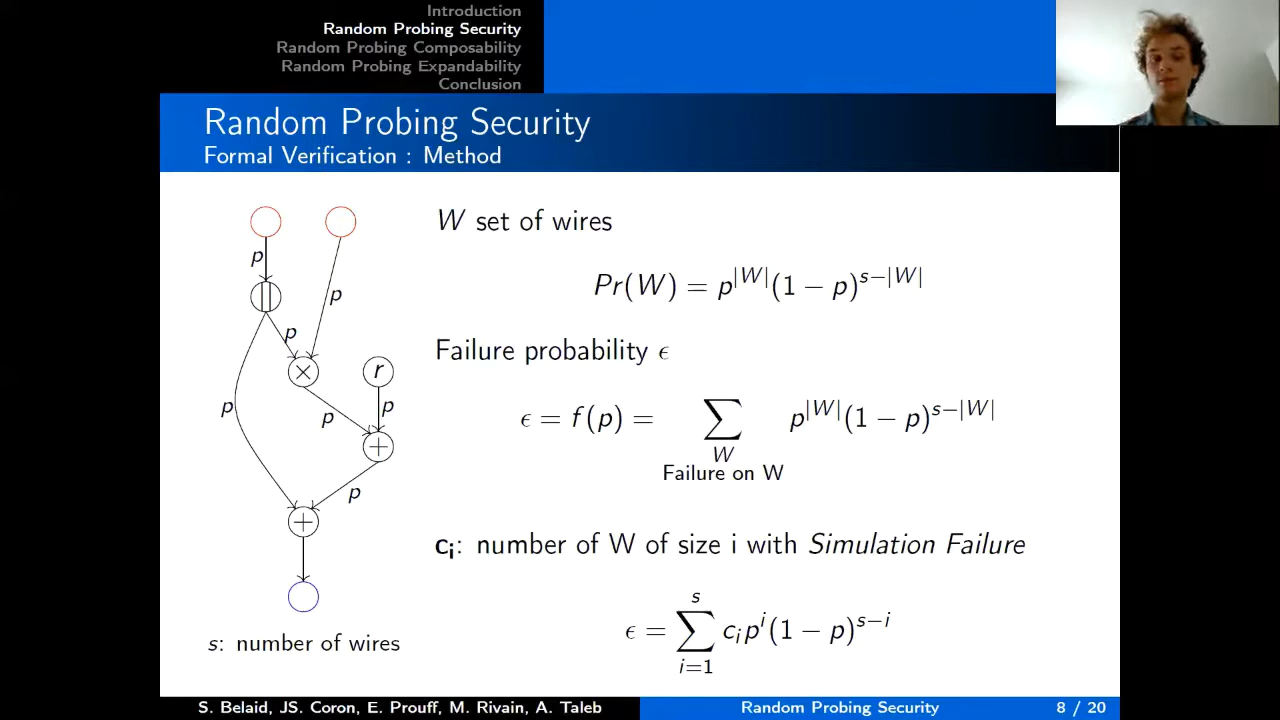 Introduction
Random Probing Security
Random Probing Composability
Random Probing Expandability
Conclusion
Random Probing Security
Formal Verification : Method
W set of wires
Pr(W) = p^{|W|}(1 − p)^{s−|W|}
Failure probability ϵ
ϵ = f(p) = ∑_{W Failure on W} p^{|W|}(1 − p)^{s−|W|}
c_i: number of W of size i with Simulation Failure
ϵ = ∑_{i=1}^{s} c_i p^i (1 − p)^{s−i}
p
||
p
p
×
r
p
p
p
+
p
+
s: number of wires
S. Belaid, JS. Coron, E. Prouff, M. Rivain, A. Taleb
Random Probing Security
8 / 20